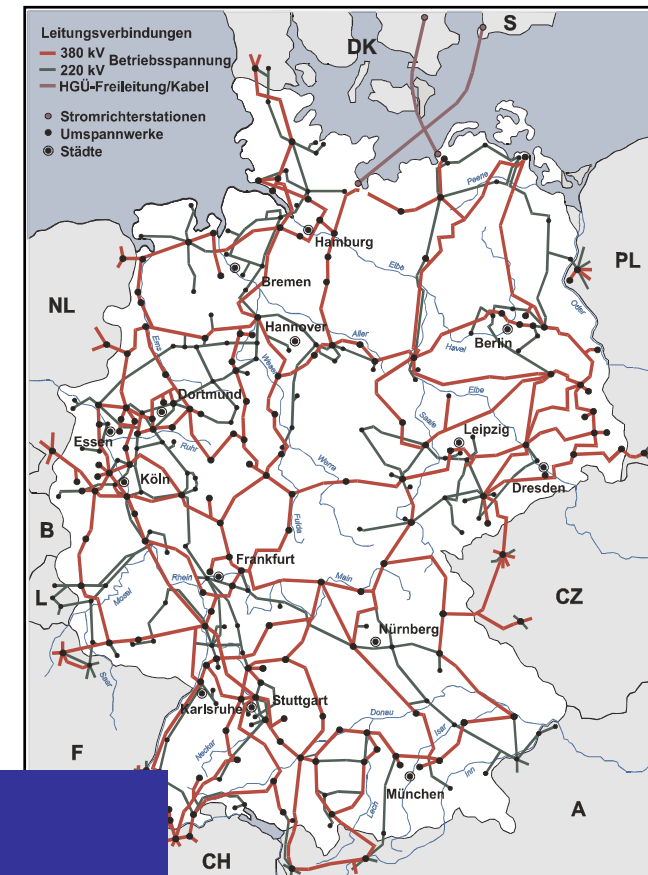 Leitungsverbindungen
380 kV
Betriebsspannung
220 kV
HGÜ-Freileitung/Kabel
Stromrichterstationen
Umspannwerke
Städte
DK
S
Peene
Hamburg
PL
Elbe
Bremen
Oder
NL
Hannover
Ems
Aller
Havel
Berlin
Weser
Dortmund
Elbe
Saale
Leipzig
Essen
Ruhr
Werra
Köln
Dresden
B
Fulde
Frankfurt
L
Rhein
Main
CZ
Mosel
Nürnberg
Saar
Karlsruhe
Stuttgart
Donau
Isar
Neckar
F
Inn
München
Lech
A
CH